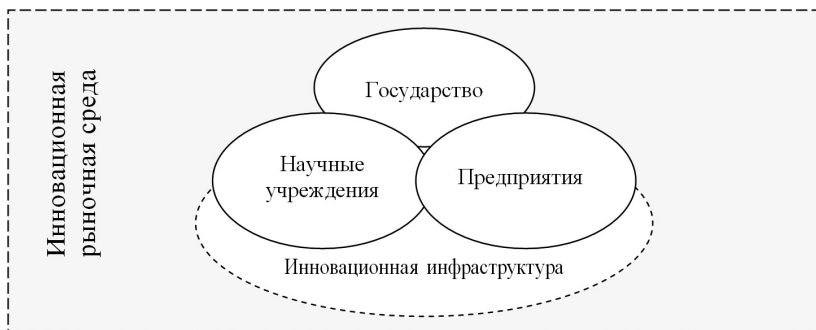 Инновационная
рыночная среда
Государство
Научные
учреждения
Предприятия
Инновационная инфраструктура